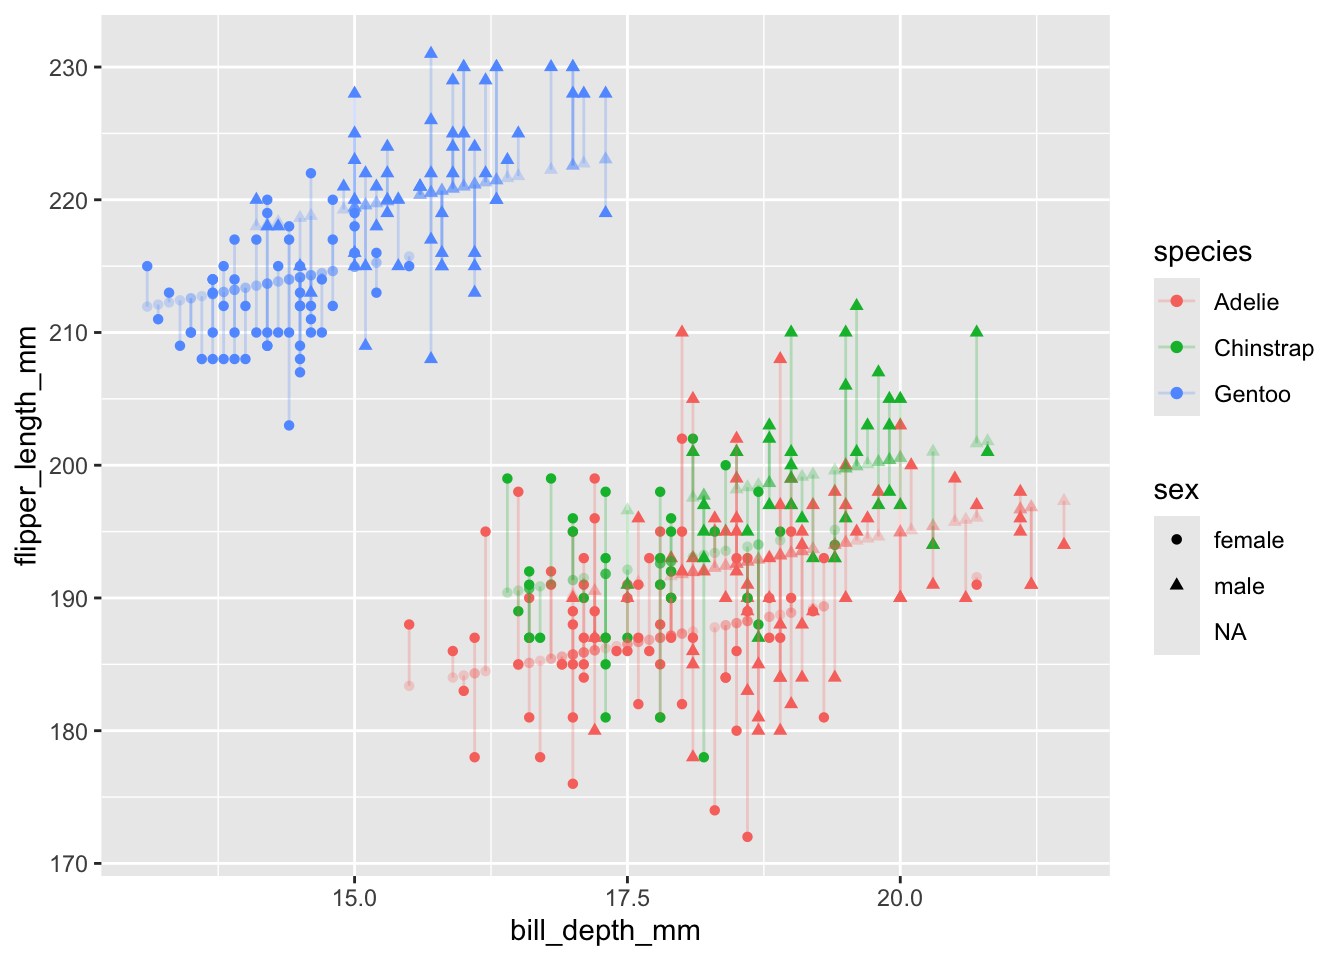 230
220
210
200
190
180
170
15.0
17.5
20.0
bill_depth_mm
flipper_length_mm
species
Adelie
Chinstrap
Gentoo
sex
female
male
NA